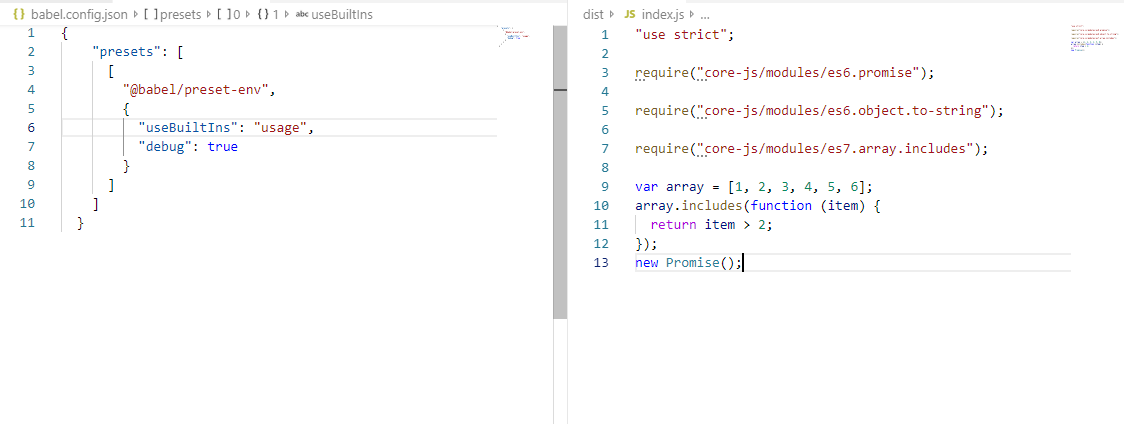 babel.config.json > [ ] presets > [ ] 0 > { } 1 > abc useBuiltIns
1 {
2 "presets": [
3 [
4 "@babel/preset-env",
5 {
6 "useBuiltIns": "usage",
7 "debug": true
8 }
9 ]
10 ]
11 }
dist > JS index.js > ...
1 "use strict";
2
3 require("core-js/modules/es6.promise");
4
5 require("core-js/modules/es6.object.to-string");
6
7 require("core-js/modules/es7.array.includes");
8
9 var array = [1, 2, 3, 4, 5, 6];
10 array.includes(function (item) {
11 return item > 2;
12 });
13 new Promise();